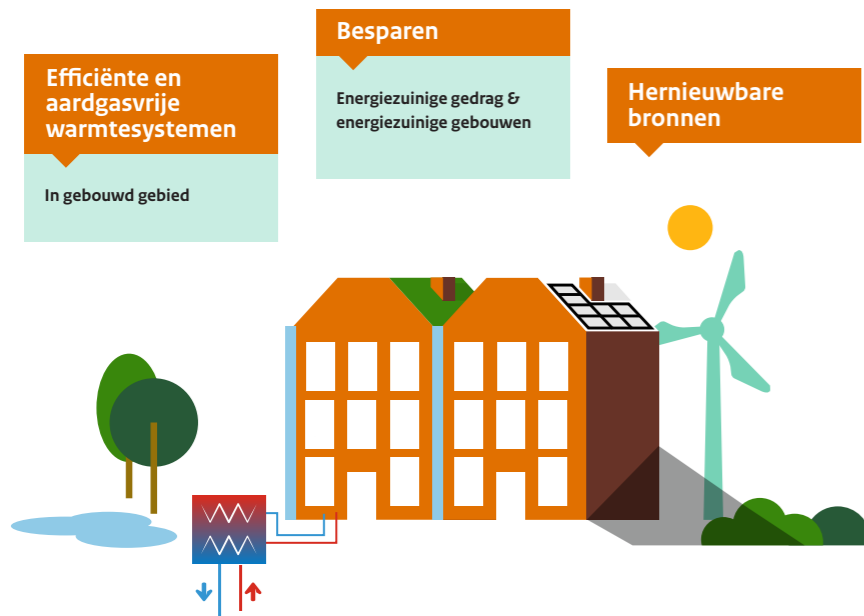 Efficiënte en
aardgasvrije
warmtesystemen
In gebouwd gebied
Besparen
Energiezuinige gedrag &
energiezuinige gebouwen
Hernieuwbare
bronnen